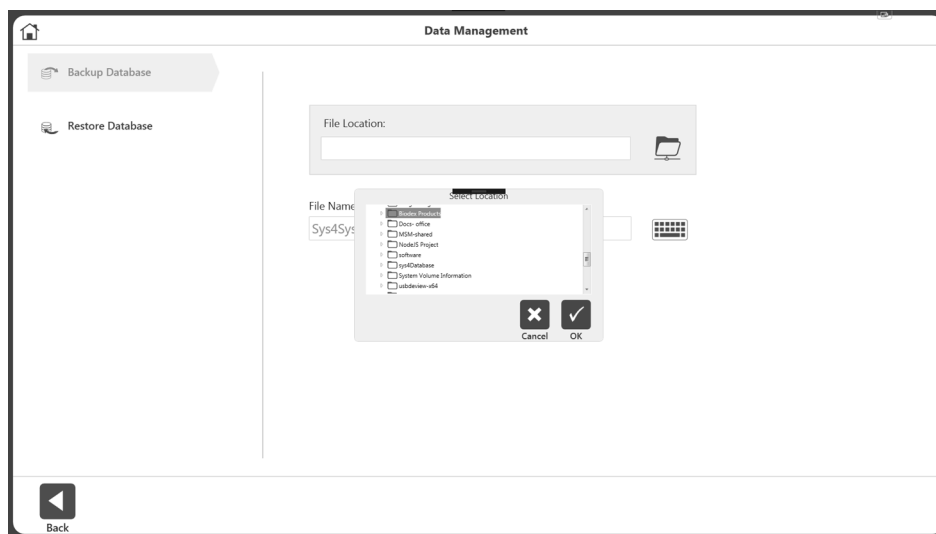 Data Management
Backup Database
Restore Database
File Location:
File Name
Sys4Sys
Select Location
Biodex Products
Docs- office
MSM-shared
NodeJS Project
software
sys4Database
System Volume Information
usbdeview-x64
Cancel
OK
Back